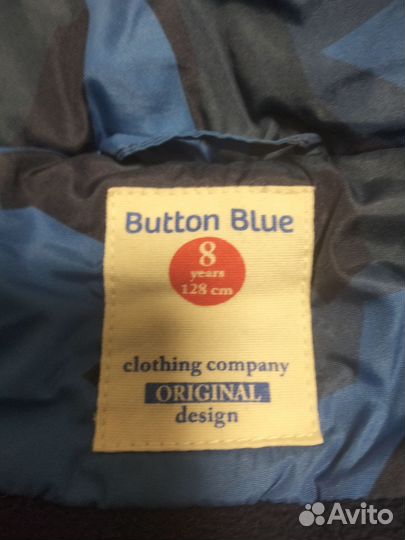 Button Blue
8
years
128 cm
clothing company
ORIGINAL
design
Avito